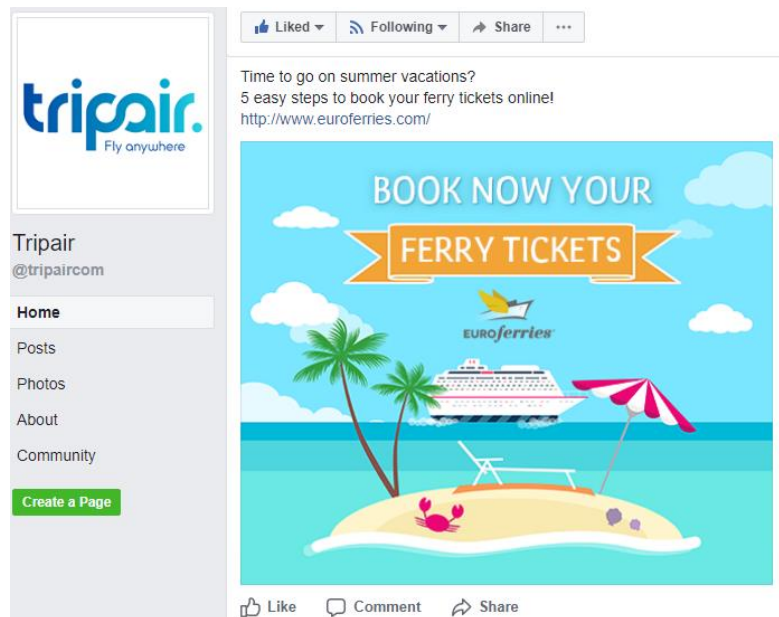 tripair.
Fly anywhere
Tripair
@tripaircom
Home
Posts
Photos
About
Community
Create a Page
Liked
Following
Share
Time to go on summer vacations?
5 easy steps to book your ferry tickets online!
http://www.euroferries.com/
BOOK NOW YOUR
FERRY TICKETS
EUROferries
Like
Comment
Share